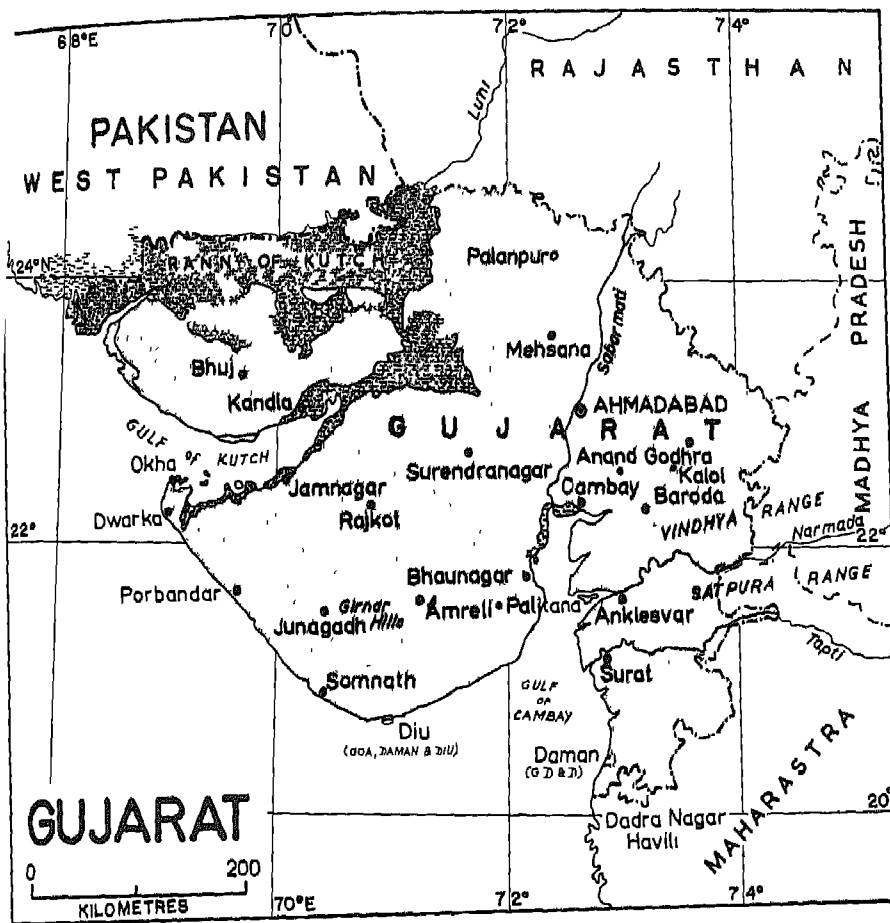 68°E
70
72
74
RAJASTHAN
Luni
PAKISTAN
WEST PAKISTAN
24°N
RANN OF KUTCH
Palanpur
MADHYA PRADESH
Mehsana
Sabarmati
Bhuj
Kandla
AHMADABAD
GUJARAT
GULF OF KUTCH
Okha
Surendranagar
Anand Godhra
Kalol
Jamnagar
Cambay
Baroda
Dwarka
Rajkot
VINDHYA RANGE
Narmada
22°
22°
Bhaunagar
SATPURA RANGE
Porbandar
Girnar Hills
Amreli
Palitana
Anklesvar
Junagadh
Tapti
Somnath
Surat
GULF OF CAMBAY
Diu
(GOA, DAMAN & DIU)
Daman
(G D & D)
MAHARASTRA
20°
GUJARAT
Dadra Nagar
Havili
0 200
KILOMETRES
70°E
72
74